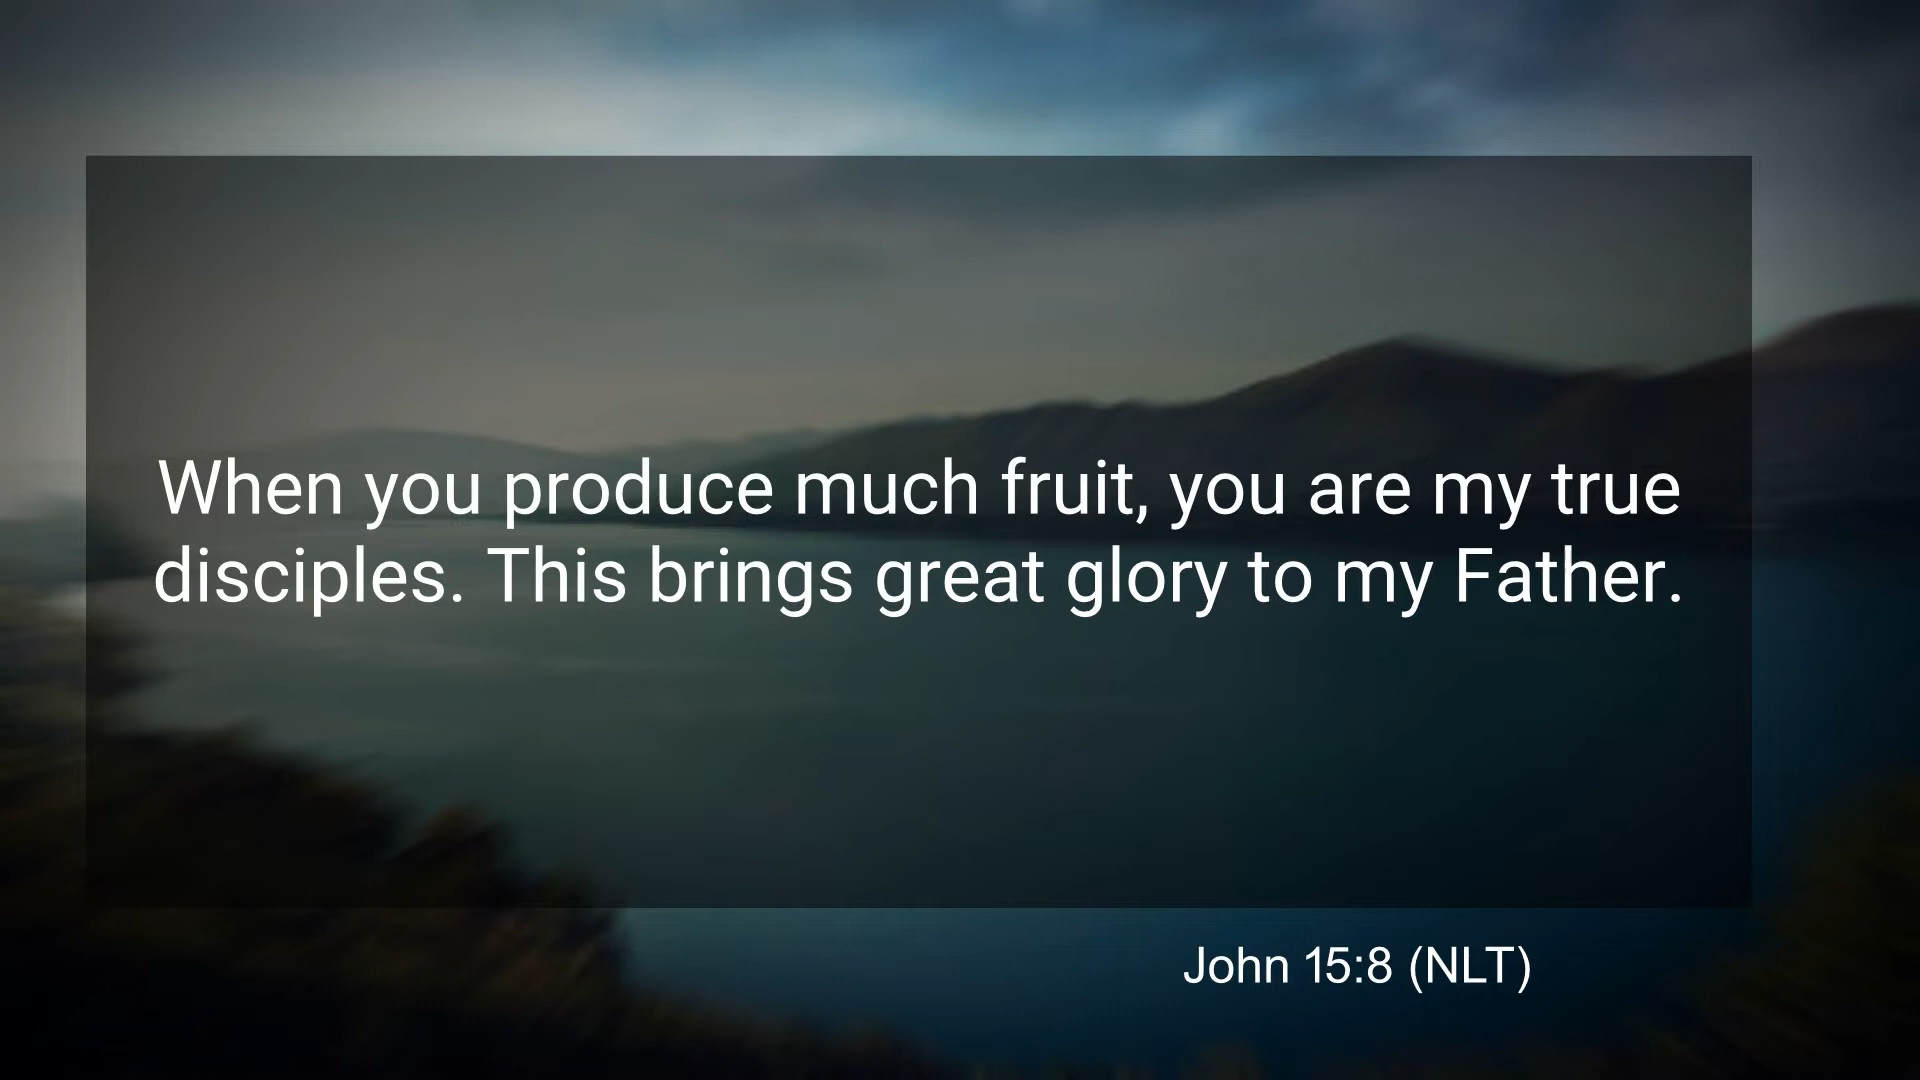 When you produce much fruit, you are my true
disciples. This brings great glory to my Father.
John 15:8 (NLT)